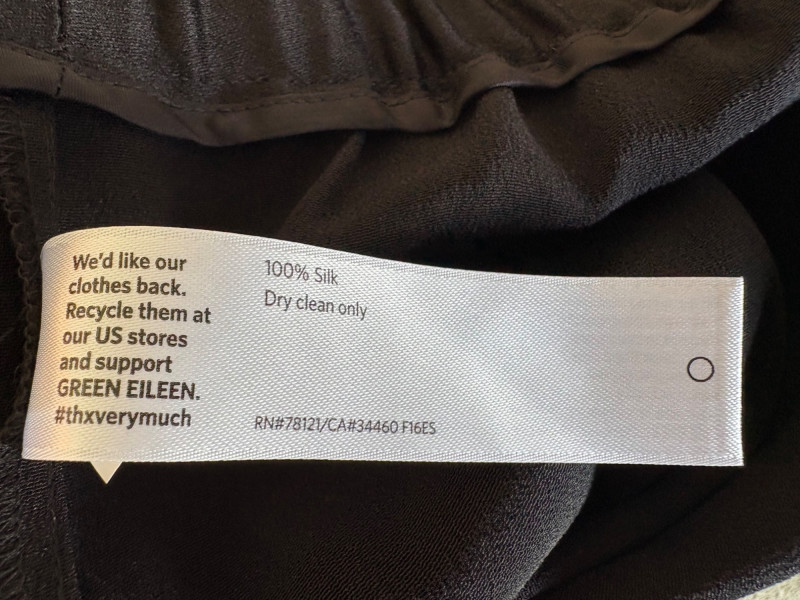 We'd like our
clothes back.
Recycle them at
our US stores
and support
GREEN EILEEN.
#thxverymuch
100% Silk
Dry clean only
RN#78121/CA#34460 F16ES